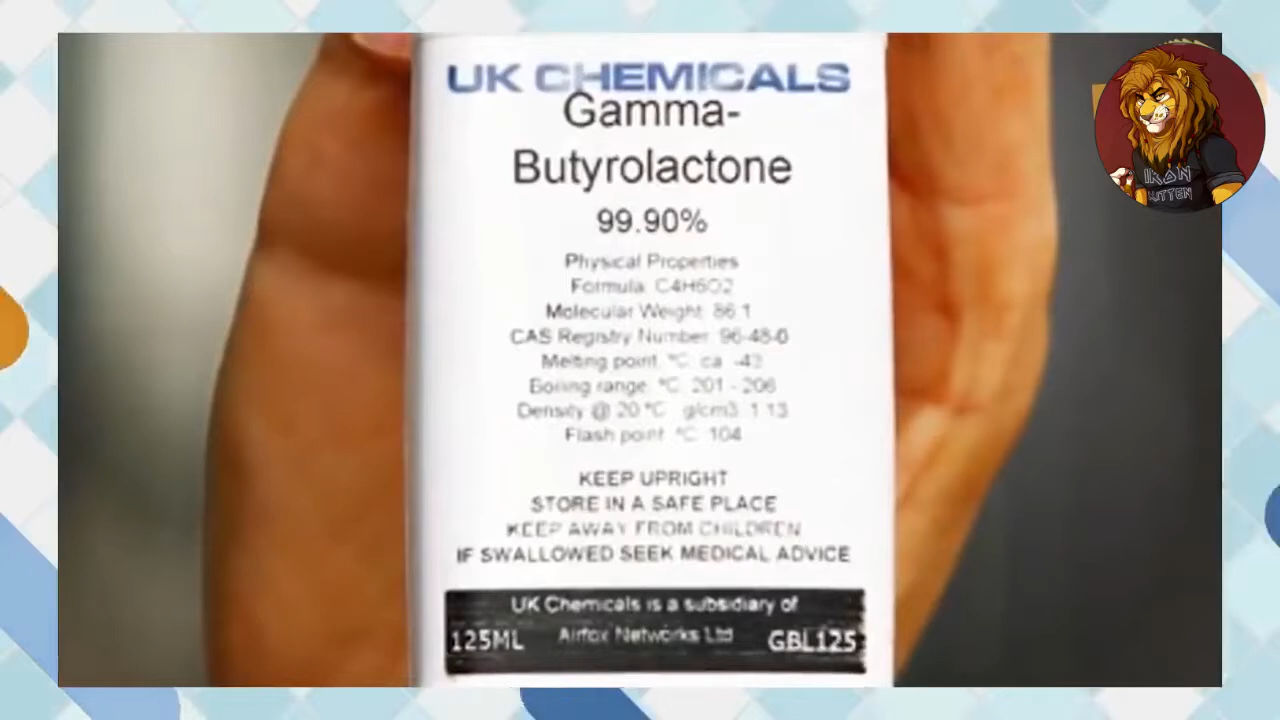 UK CHEMICALS
Gamma-
Butyrolactone
99.90%
Physical Properties
Formula: C4H6O2
Molecular Weight: 86.1
CAS Registry Number: 96-48-0
Melting point: °C: ca. -43
Boiling range: °C: 201 - 206
Density @ 20 °C: g/cm3: 1.13
Flash point: °C: 104
KEEP UPRIGHT
STORE IN A SAFE PLACE
KEEP AWAY FROM CHILDREN
IF SWALLOWED SEEK MEDICAL ADVICE
UK Chemicals is a subsidiary of
125ML Airfox Networks Ltd GBL125
IRON
KITTEN